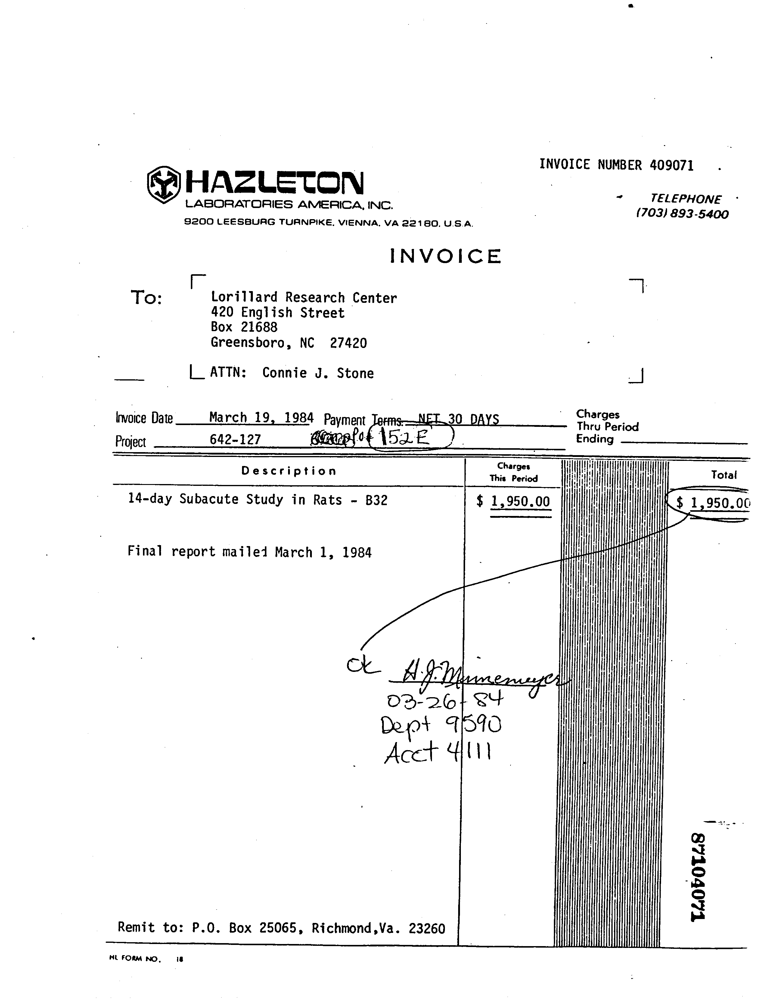 INVOICE NUMBER 409071
HAZLETON
LABORATORIES AMERICA, INC.
9200 LEESBURG TURNPIKE, VIENNA, VA 22180, U.S.A.
TELEPHONE
(703) 893-5400
INVOICE
To:
Lorillard Research Center
420 English Street
Box 21688
Greensboro, NC 27420
ATTN: Connie J. Stone
Invoice Date March 19, 1984 Payment Terms: NET 30 DAYS
Charges
Thru Period
Ending
Project 642-127 152E
Description
Charges
This Period
Total
14-day Subacute Study in Rats - B32 $ 1,950.00 $ 1,950.00
Final report mailed March 1, 1984
ok H.J. Minnemeyer
03-26-84
Dept 9590
Acct 4111
87104071
Remit to: P.O. Box 25065, Richmond,Va. 23260
HL FORM NO. 18